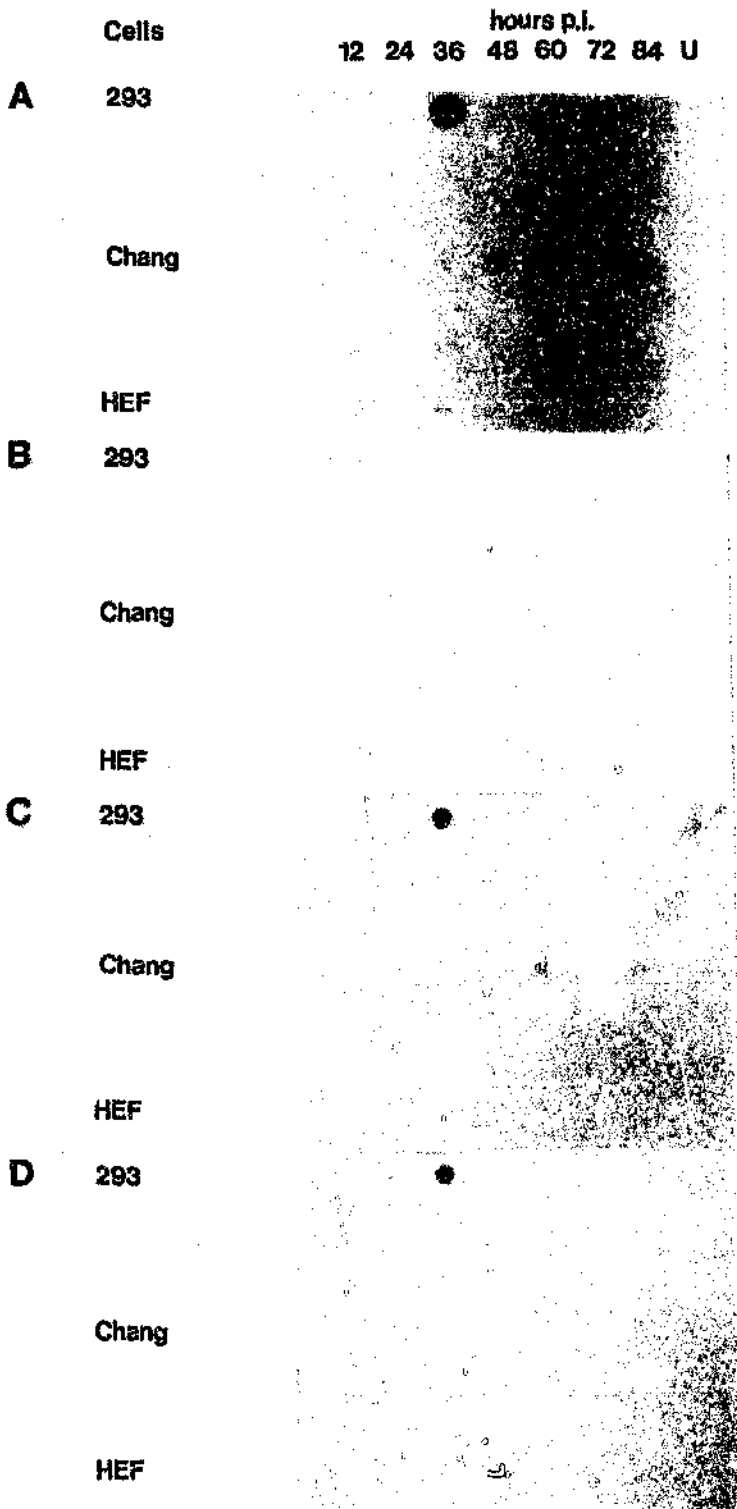 Cells
hours p.i.
12 24 36 48 60 72 84 U
A 293
Chang
HEF
B 293
Chang
HEF
C 293
Chang
HEF
D 293
Chang
HEF